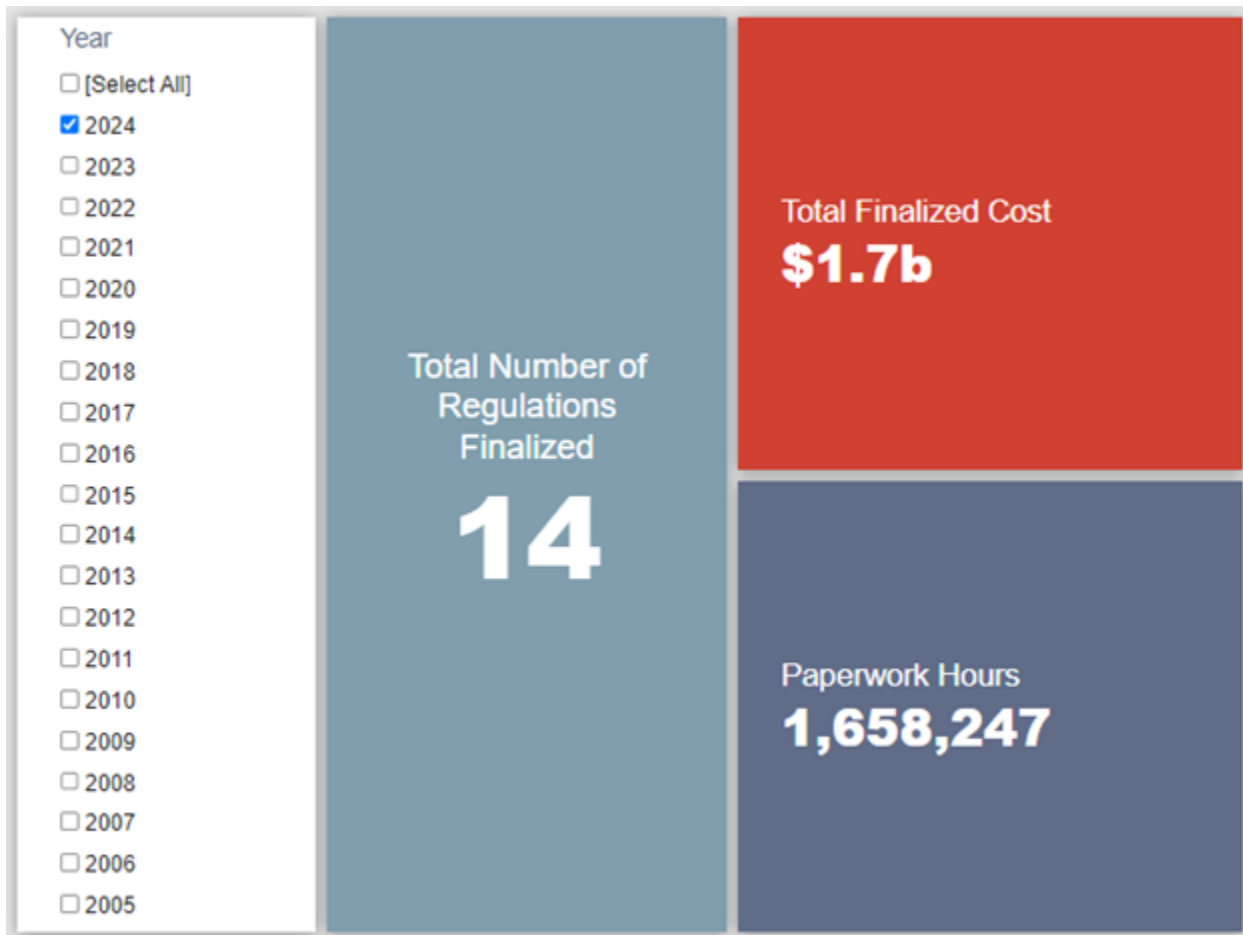 Year
[Select All]
2024
2023
2022
2021
2020
2019
2018
2017
2016
2015
2014
2013
2012
2011
2010
2009
2008
2007
2006
2005
Total Number of
Regulations
Finalized
14
Total Finalized Cost
$1.7b
Paperwork Hours
1,658,247